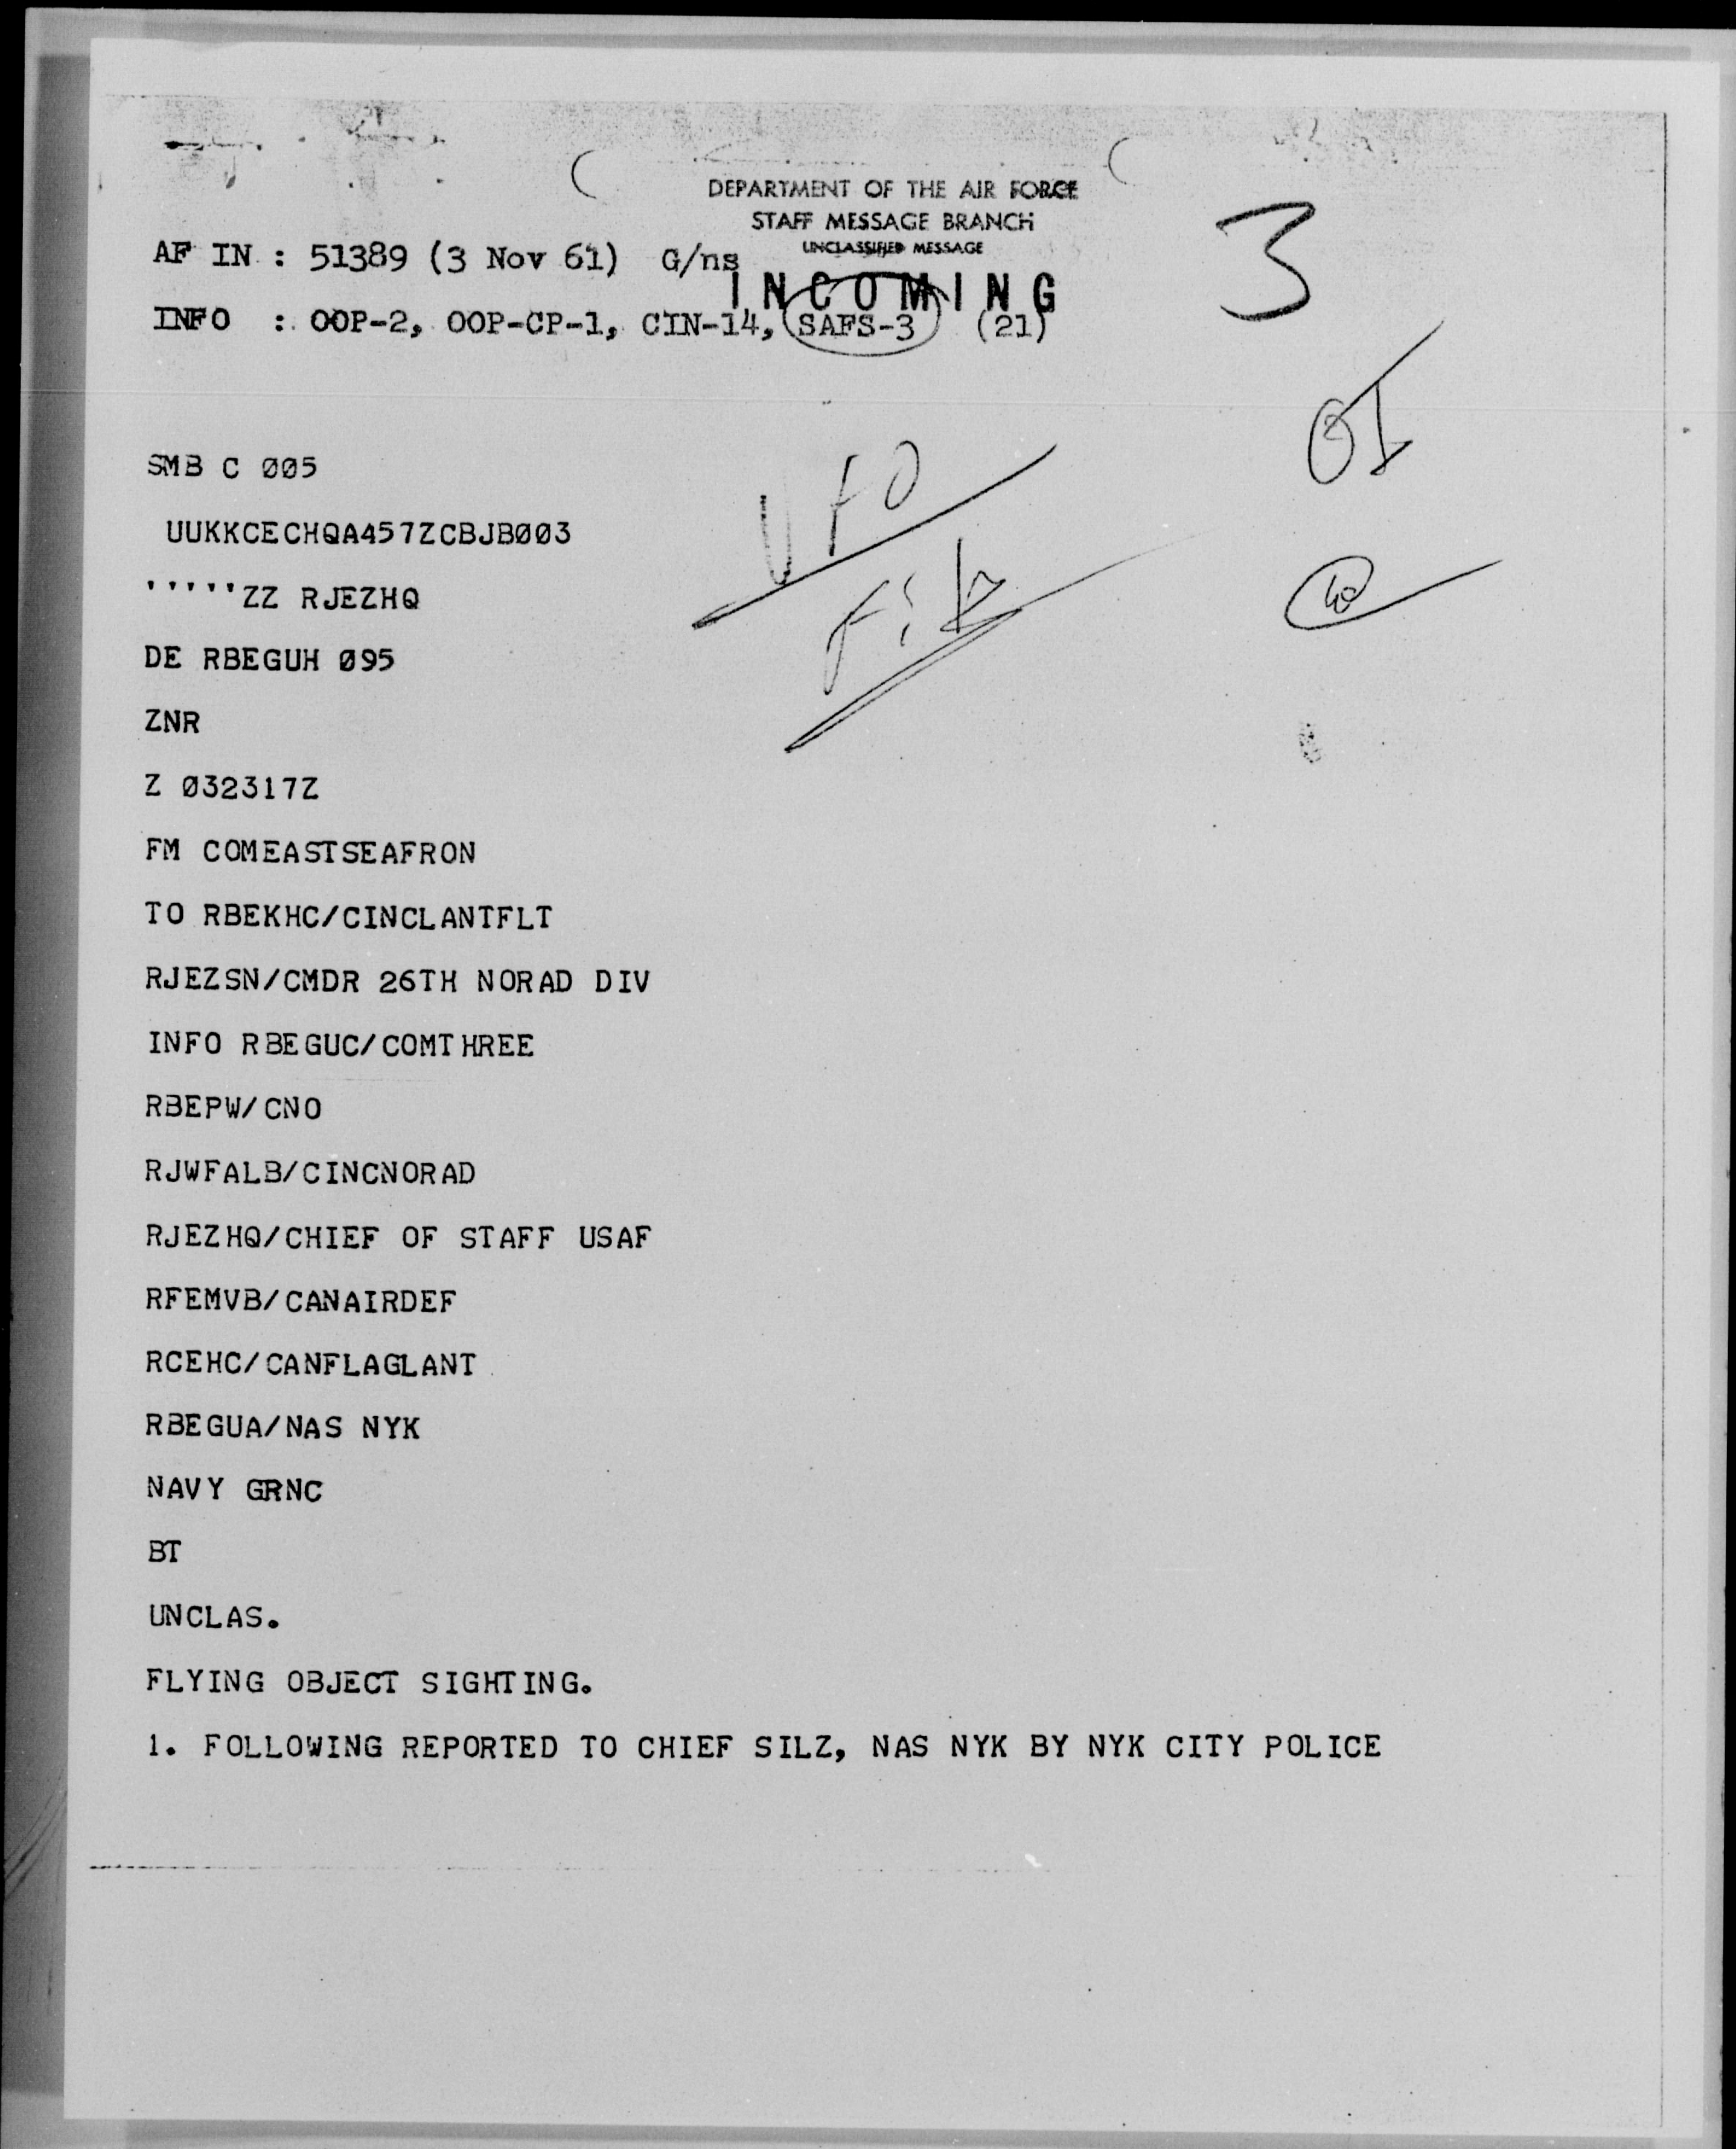 DEPARTMENT OF THE AIR FORCE
STAFF MESSAGE BRANCH
UNCLASSIFIED MESSAGE
INCOMING
3
AF IN : 51389 (3 Nov 61) G/ns
INFO : OOP-2, OOP-CP-1, CIN-14, SAFS-3 (21)
OI
UFO
File
SMB C 005
UUKKCECHQA457ZCBJB003
'''''ZZ RJEZHQ
DE RBEGUH 095
ZNR
Z 032317Z
FM COMEASTSEAFRON
TO RBEKHC/CINCLANTFLT
RJEZSN/CMDR 26TH NORAD DIV
INFO RBEGUC/COMTHREE
RBEPW/CNO
RJWFALB/CINCNORAD
RJEZHQ/CHIEF OF STAFF USAF
RFEMVB/CANAIRDEF
RCEHC/CANFLAGLANT
RBEGUA/NAS NYK
NAVY GRNC
BT
UNCLAS.
FLYING OBJECT SIGHTING.
1. FOLLOWING REPORTED TO CHIEF SILZ, NAS NYK BY NYK CITY POLICE